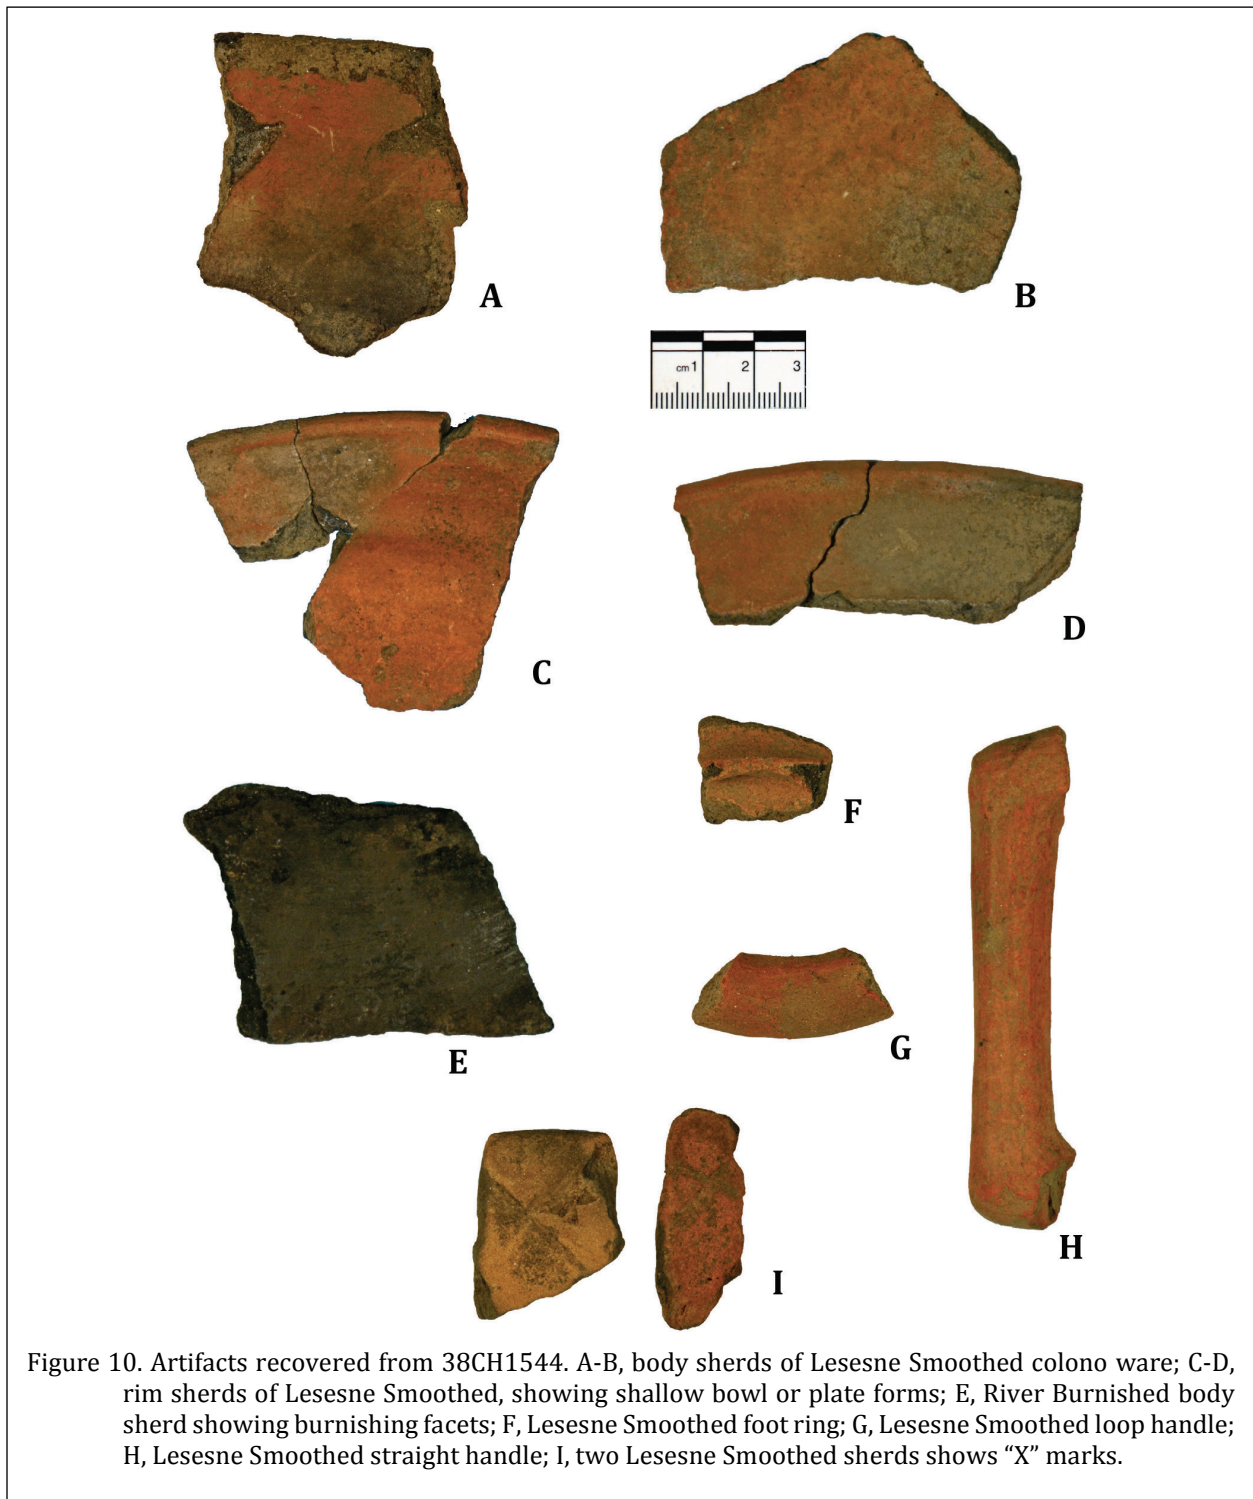 A
B
cm 1 2 3
C
D
F
E
G
H
I
Figure 10. Artifacts recovered from 38CH1544. A-B, body sherds of Lesesne Smoothed colono ware; C-D,
rim sherds of Lesesne Smoothed, showing shallow bowl or plate forms; E, River Burnished body
sherd showing burnishing facets; F, Lesesne Smoothed foot ring; G, Lesesne Smoothed loop handle;
H, Lesesne Smoothed straight handle; I, two Lesesne Smoothed sherds shows “X” marks.